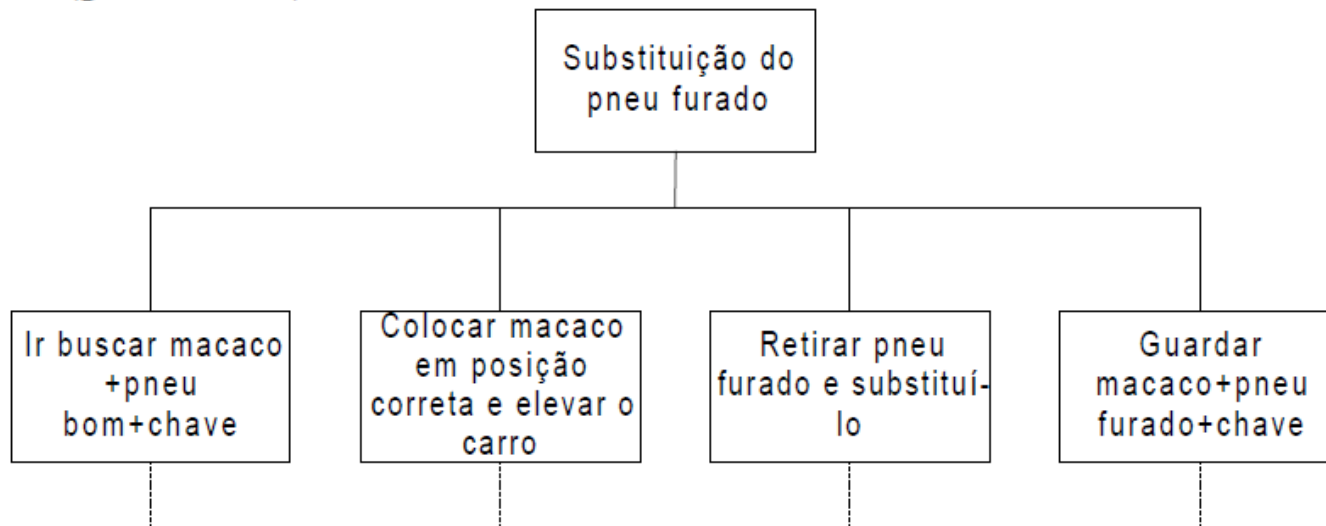 Substituição do
pneu furado
Ir buscar macaco
+pneu
bom+chave
Colocar macaco
em posição
correta e elevar o
carro
Retirar pneu
furado e substituí-
lo
Guardar
macaco+pneu
furado+chave